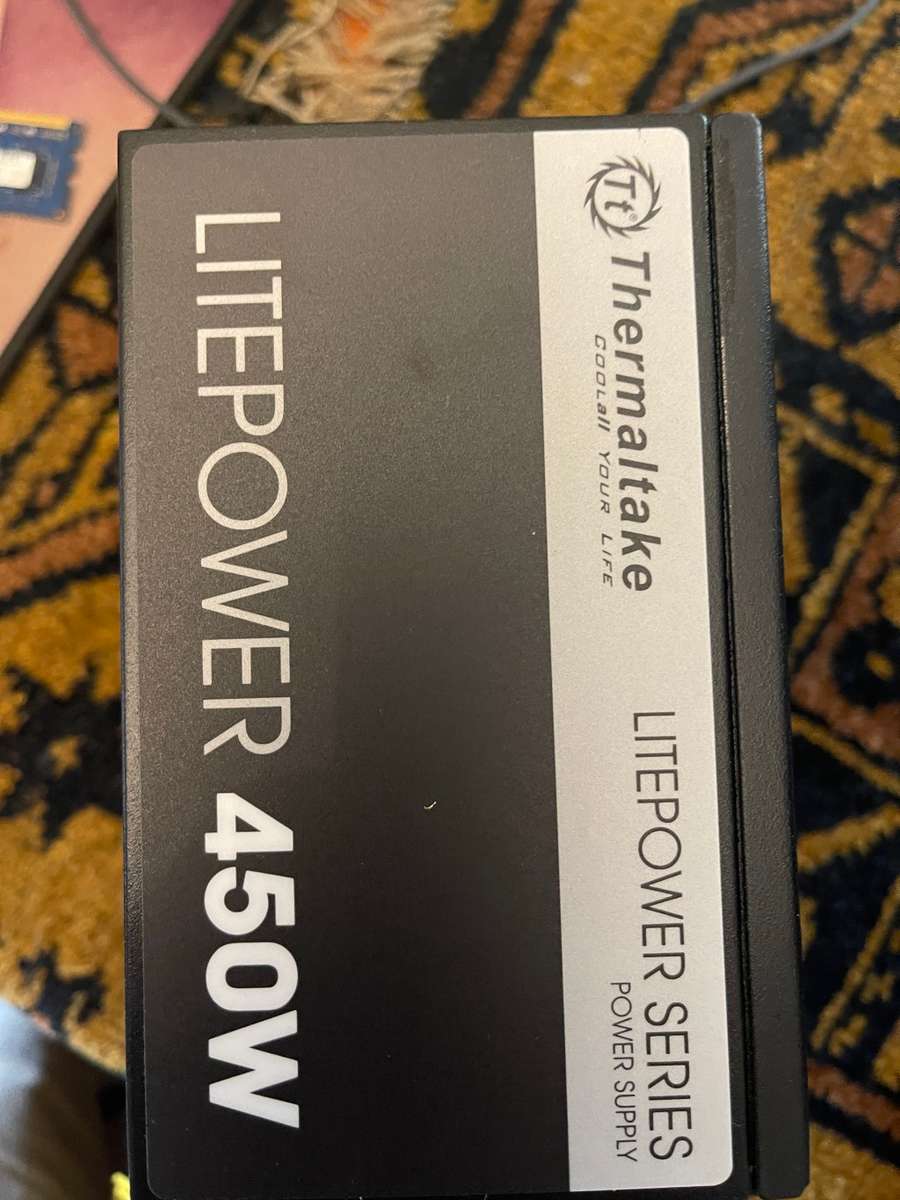 Tt®
Thermaltake
COOLall YOUR LIFE
LITEPOWER SERIES
POWER SUPPLY
LITEPOWER 450W